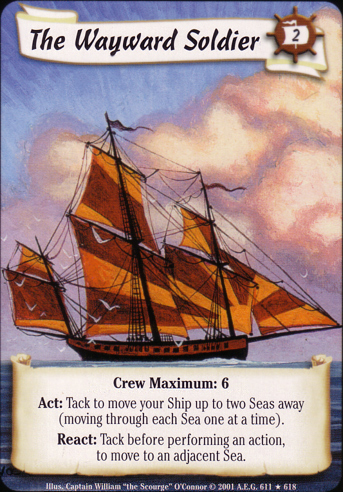 The Wayward Soldier
2
Crew Maximum: 6
Act: Tack to move your Ship up to two Seas away
(moving through each Sea one at a time).
React: Tack before performing an action,
to move to an adjacent Sea.
Illus. Captain William "the Scourge" O'Connor © 2001 A.E.G. 611 ★ 618